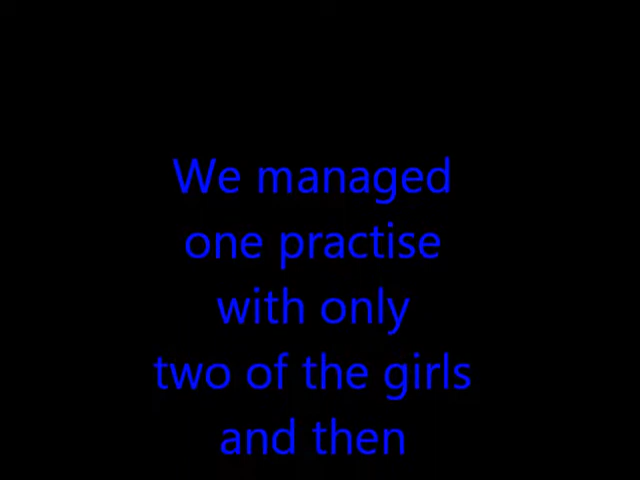 We managed
one practise
with only
two of the girls
and then